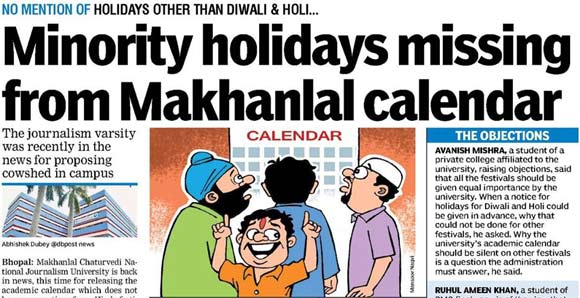 NO MENTION OF HOLIDAYS OTHER THAN DIWALI & HOLI...
Minority holidays missing
from Makhanlal calendar
The journalism varsity
was recently in the
news for proposing
cowshed in campus
Abhishek Dubey @dbpost news
Bhopal: Makhanlal Chaturvedi Na-
tional Journalism University is back
in news, this time for releasing the
academic calendar which does not
CALENDAR
Mansoor Naqvi
THE OBJECTIONS
AVANISH MISHRA, a student of a
private college affiliated to the
university, raising objections, said
that all the festivals should be
given equal importance by the
university. When a notice for
holidays for Diwali and Holi could
be given in advance, why that
could not be done for other
festivals, he asked. Why the
university's academic calendar
should be silent on other festivals
is a question the administration
must answer, he said.
RUHUL AMEEN KHAN, a student of